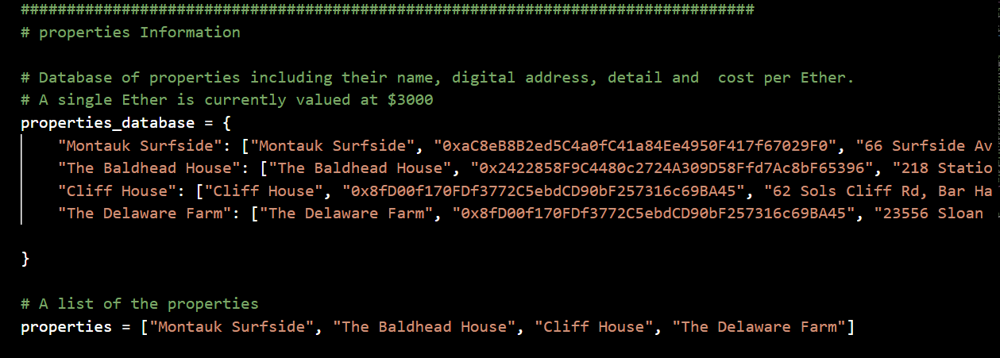 ################################################################################
# properties Information
# Database of properties including their name, digital address, detail and  cost per Ether.
# A single Ether is currently valued at $3000
properties_database = {
    "Montauk Surfside": ["Montauk Surfside", "0xaC8eB8B2ed5C4a0fC41a84Ee4950F417f67029F0", "66 Surfside Av
    "The Baldhead House": ["The Baldhead House", "0x2422858F9C4480c2724A309D58Ffd7Ac8bF65396", "218 Statio
    "Cliff House": ["Cliff House", "0x8fD00f170FDf3772C5ebdCD90bF257316c69BA45", "62 Sols Cliff Rd, Bar Ha
    "The Delaware Farm": ["The Delaware Farm", "0x8fD00f170FDf3772C5ebdCD90bF257316c69BA45", "23556 Sloan
}
# A list of the properties
properties = ["Montauk Surfside", "The Baldhead House", "Cliff House", "The Delaware Farm"]